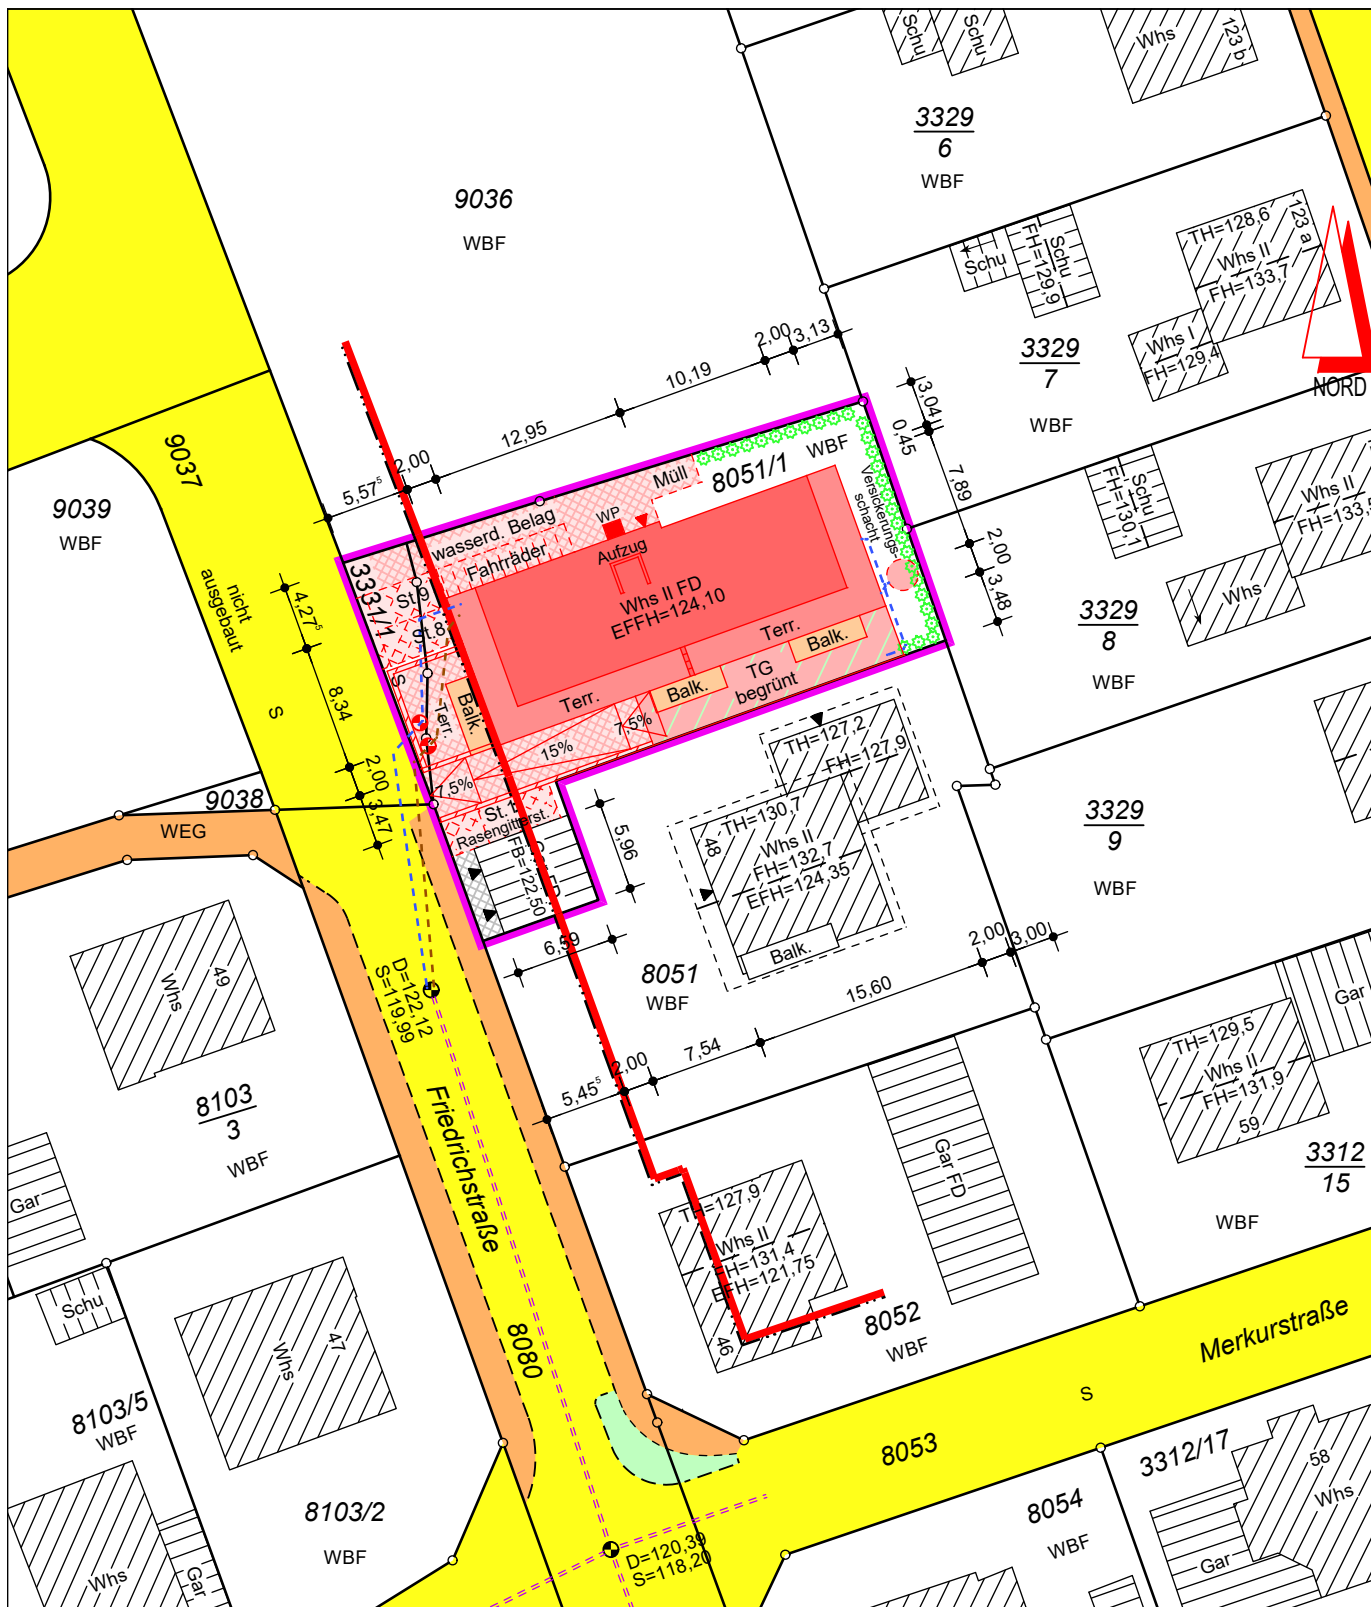 Schu
Schu
Whs
123 b
3329
6
WBF
9036
WBF
TH=128,6
123 a
Whs II
FH=133,7
Schu
Schu
FH=129,9
Whs I
FH=129,4
3329
7
WBF
NORD
2,00
3,13
10,19
12,95
2,00
5,57⁵
3,04
0,45
7,89
2,00
3,48
9037
9039
WBF
nicht
ausgebaut
4,27⁵
8,34
2,00
3,47
S
WBF
8051/1
Müll
WP
wasserd. Belag
Fahrräder
Aufzug
Versickerungs-
schacht
3331/1
St.9
St.8
Whs II FD
EFFH=124,10
Terr.
Balk.
TG
begrünt
Balk.
Terr.
Terr.
Balk.
S
7,5%
15%
7,5%
St. 1
Rasengitterst.
FB=122,50
Schu
FH=130,1
Whs II
FH=133,5
Whs
3329
8
WBF
TH=127,2
FH=127,9
TH=130,7
48
Whs II
FH=132,7
EFH=124,35
Balk.
5,96
6,59
3329
9
WBF
9038
WEG
Whs
49
D=122,12
S=119,99
8051
WBF
2,00
3,00
15,60
7,54
2,00
5,45⁵
Gar
TH=129,5
Whs II
FH=131,9
59
3312
15
WBF
8103
3
WBF
Friedrichstraße
Gar
Gar FD
TH=127,9
Whs II
FH=131,4
EFH=121,75
46
8052
WBF
Schu
Whs
47
8080
Merkurstraße
S
8103/5
WBF
8053
3312/17
58
Whs
8103/2
WBF
8054
WBF
Gar
D=120,39
S=118,20
Whs
Gar